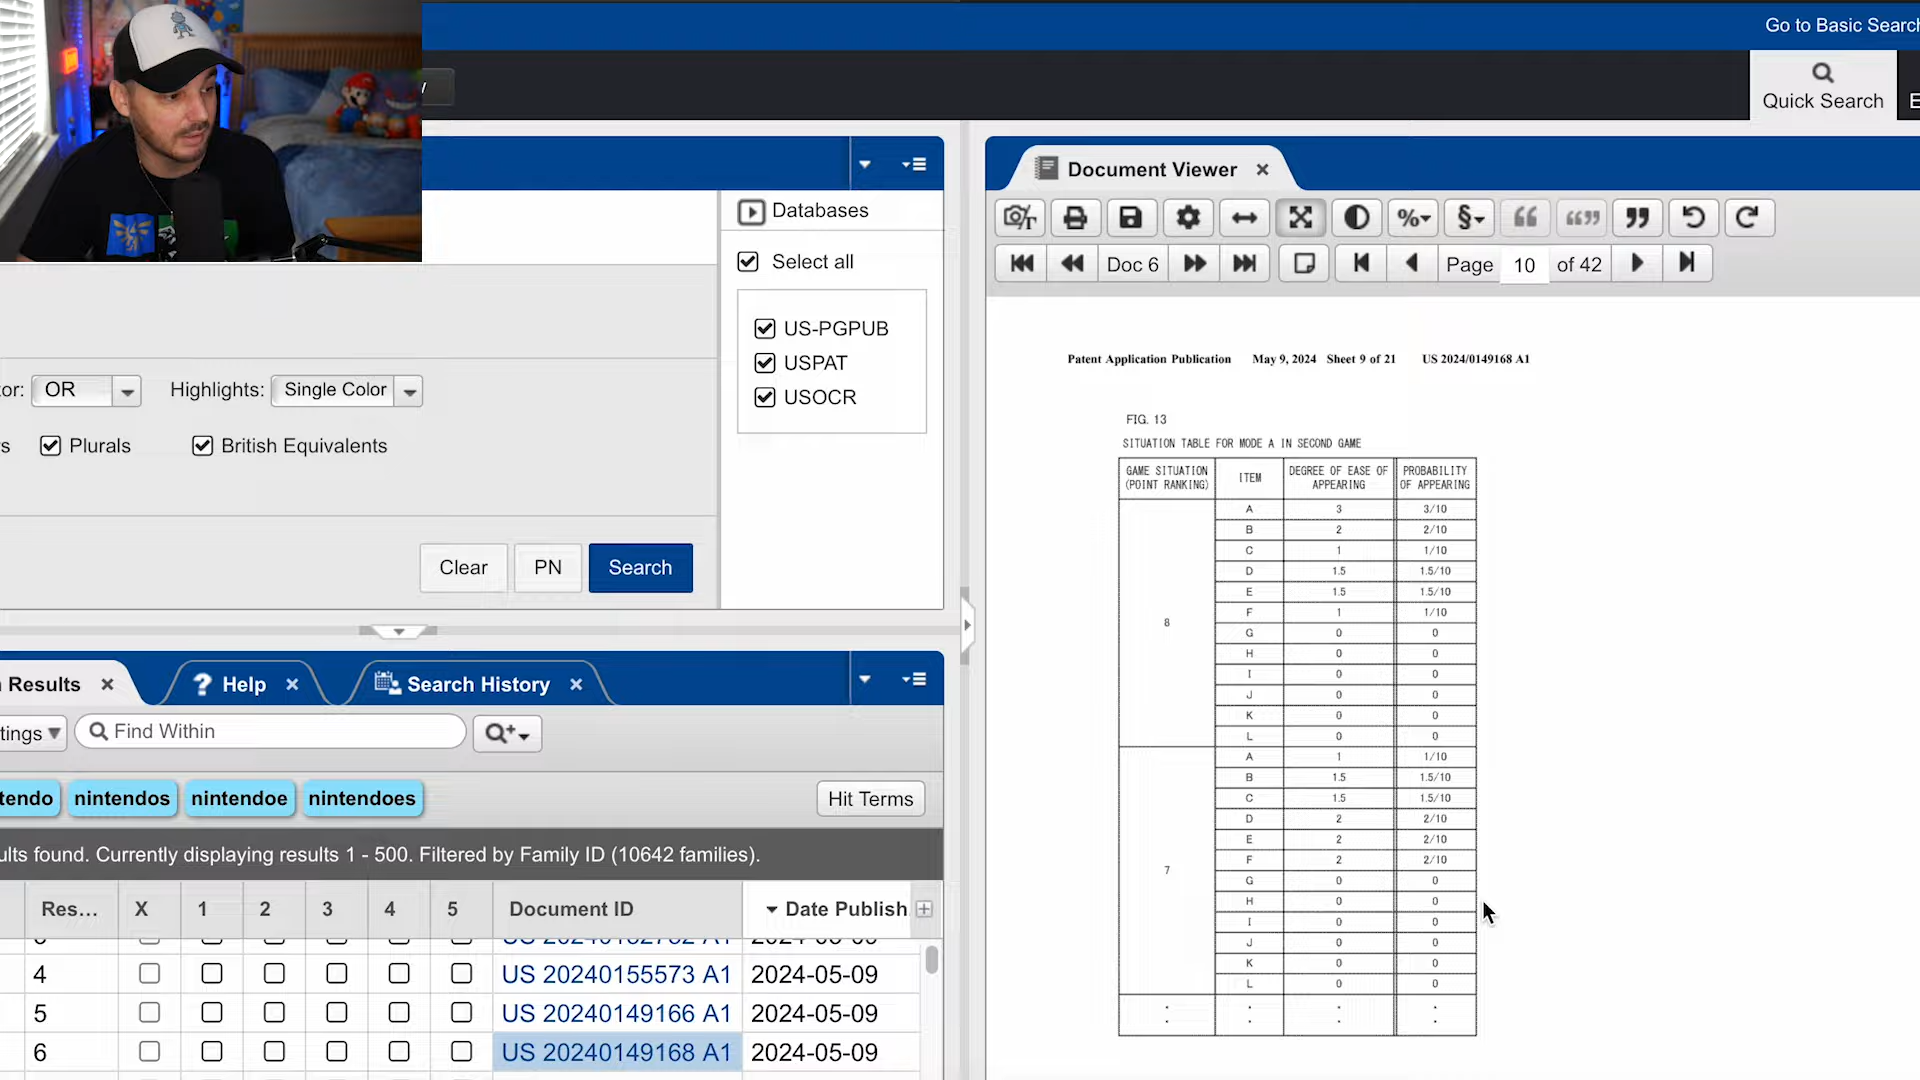 Go to Basic Search
Quick Search
Databases
Select all
US-PGPUB
USPAT
USOCR
OR
Highlights: Single Color
Plurals
British Equivalents
Clear PN Search
Results
Help
Search History
Find Within
nintendos nintendoe nintendoes
Hit Terms
found. Currently displaying results 1 - 500. Filtered by Family ID (10642 families).
Res... X 1 2 3 4 5 Document ID Date Publish
4 US 20240155573 A1 2024-05-09
5 US 20240149166 A1 2024-05-09
6 US 20240149168 A1 2024-05-09
Document Viewer
Doc 6
Page 10 of 42
Patent Application Publication May 9, 2024 Sheet 9 of 21 US 2024/0149168 A1
FIG. 13
SITUATION TABLE FOR MODE A IN SECOND GAME
GAME SITUATION (POINT RANKING) ITEM DEGREE OF EASE OF APPEARING PROBABILITY OF APPEARING
8
A 3 3/10
B 2 2/10
C 1 1/10
D 1.5 1.5/10
E 1.5 1.5/10
F 1 1/10
G 0 0
H 0 0
I 0 0
J 0 0
K 0 0
L 0 0
7
A 1 1/10
B 1.5 1.5/10
C 1.5 1.5/10
D 2 2/10
E 2 2/10
F 2 2/10
G 0 0
H 0 0
I 0 0
J 0 0
K 0 0
L 0 0